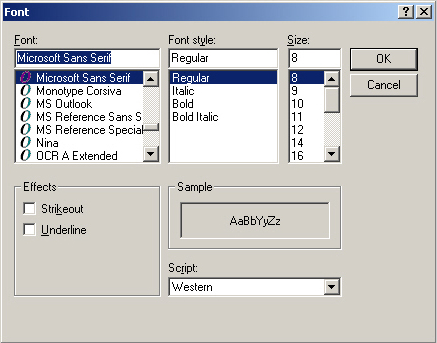 Font
Font:
Font style:
Size:
Microsoft Sans Serif
Regular
8
OK
Cancel
Microsoft Sans Serif
Monotype Corsiva
MS Outlook
MS Reference Sans S
MS Reference Special
Nina
OCR A Extended
Regular
Italic
Bold
Bold Italic
8
9
10
11
12
14
16
Effects
Strikeout
Underline
Sample
AaBbYyZz
Script:
Western